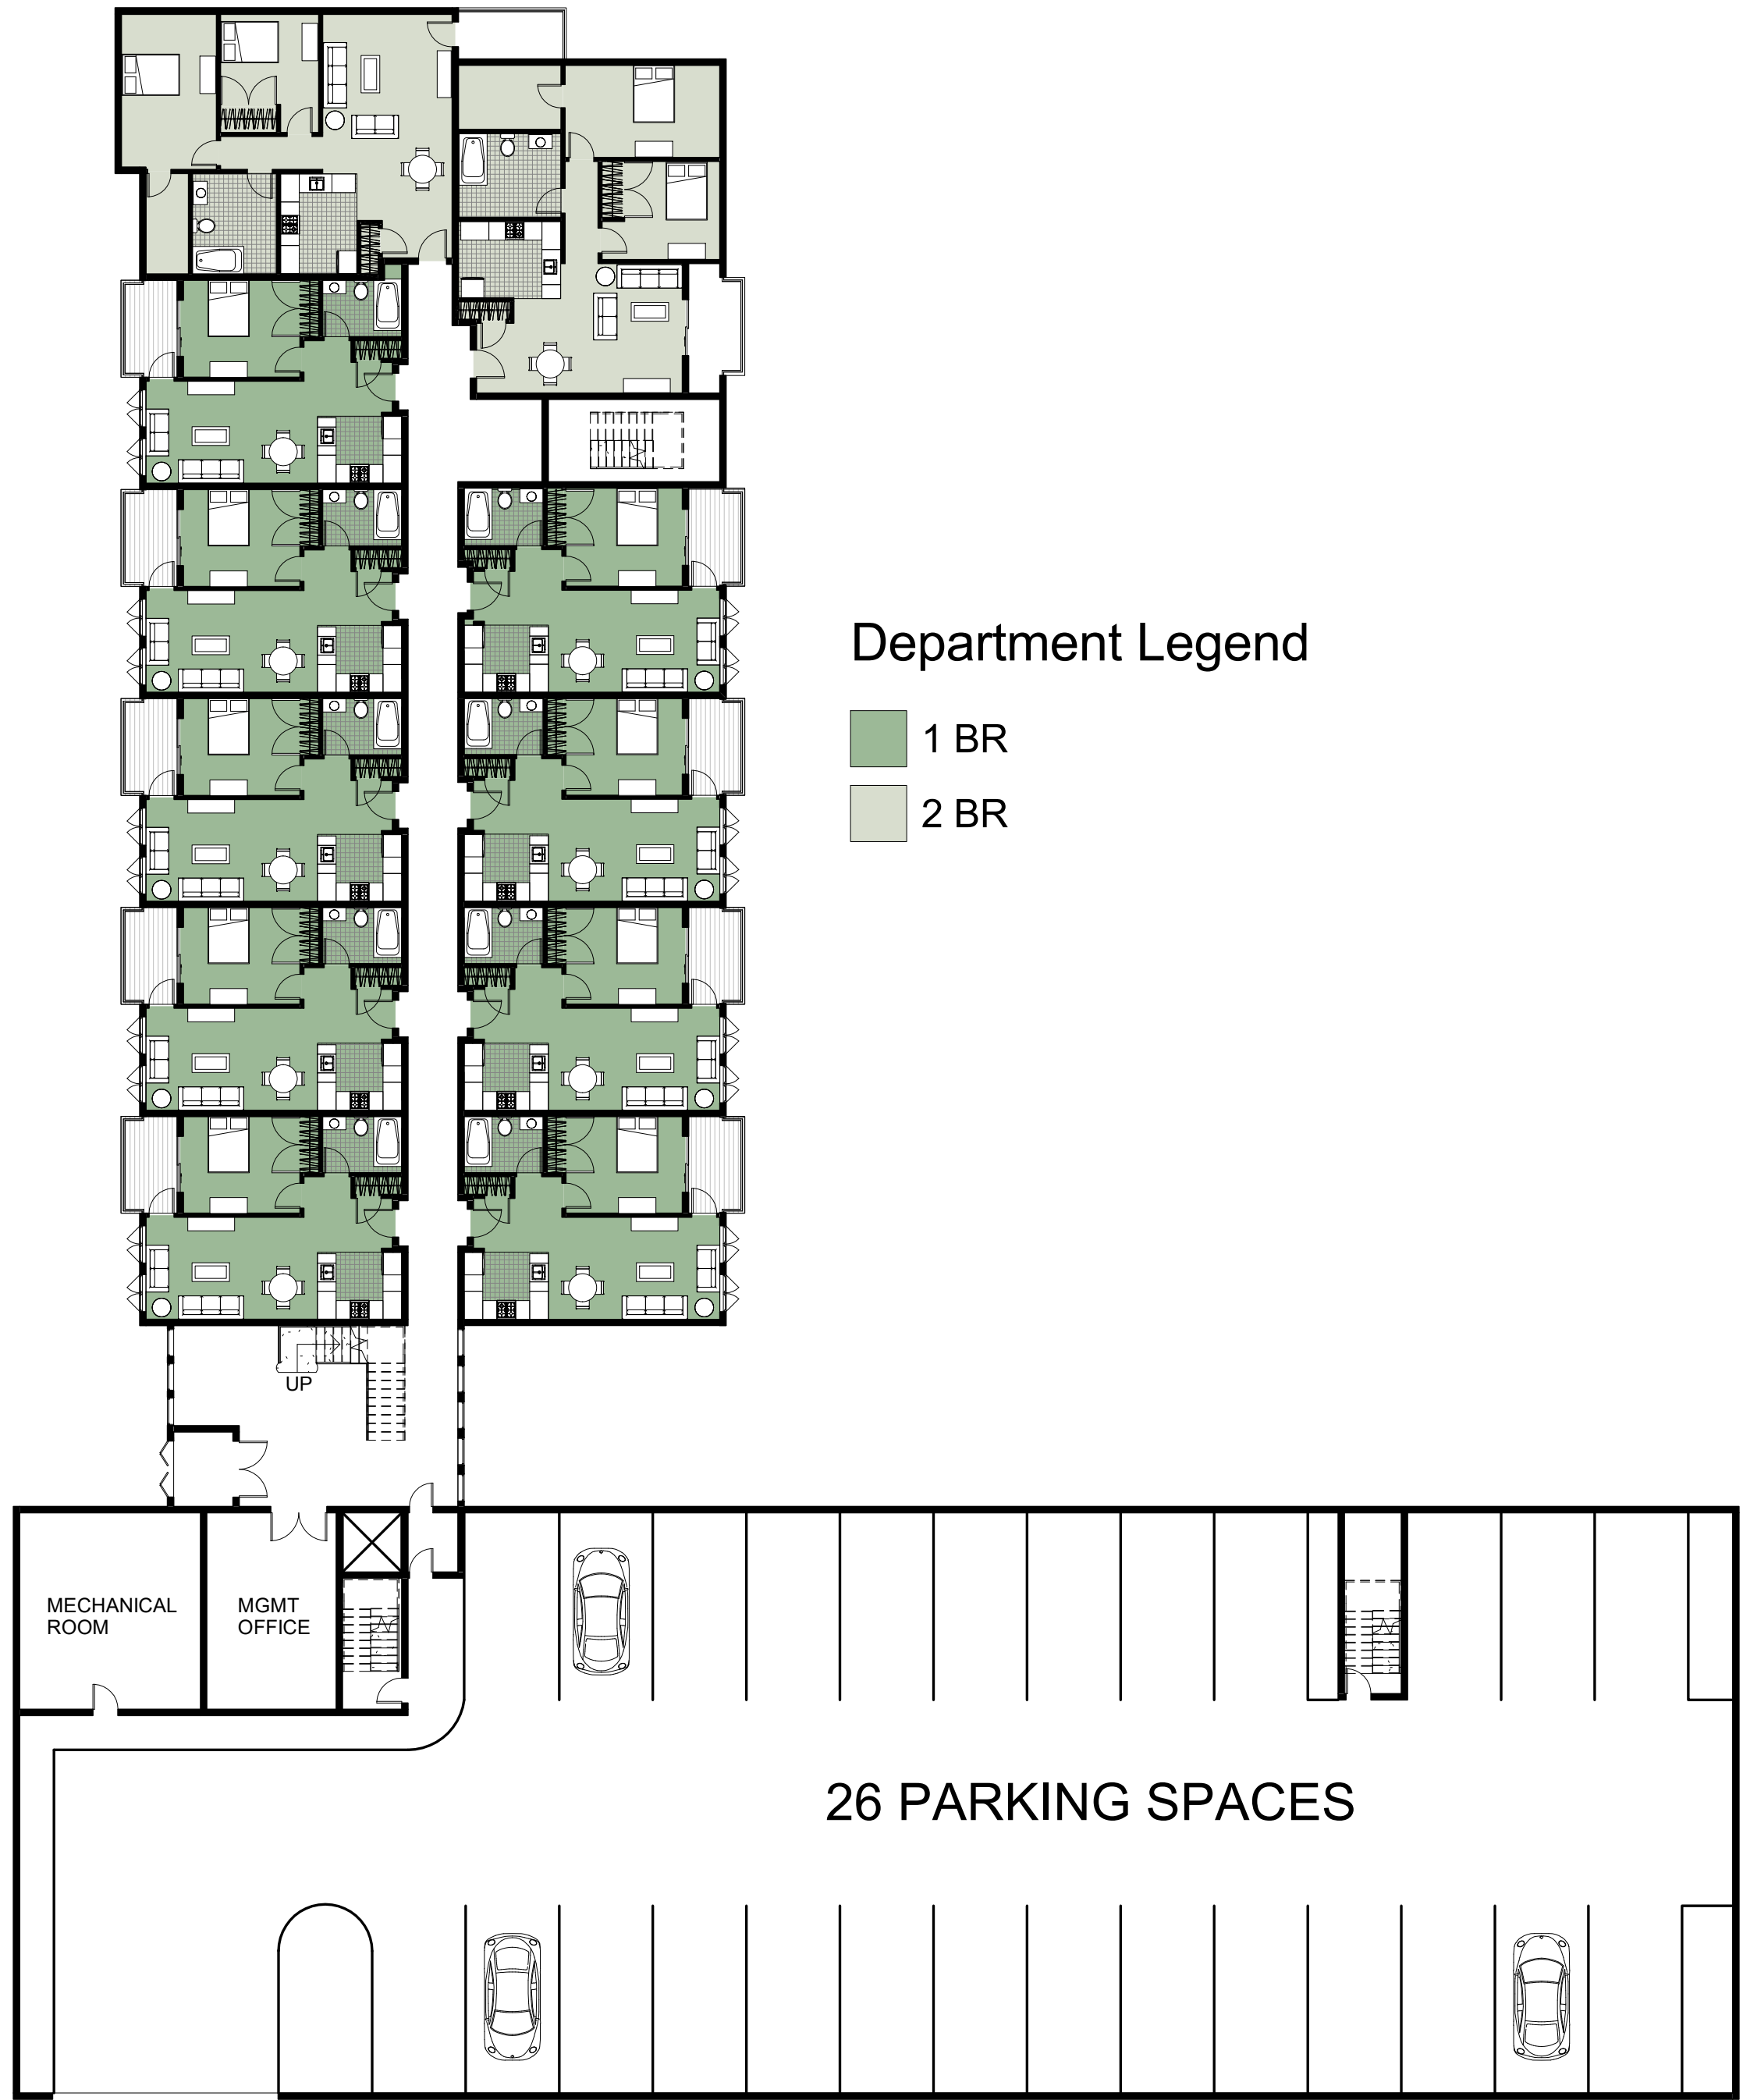 Department Legend
1 BR
2 BR
UP
MECHANICAL
ROOM
MGMT
OFFICE
26 PARKING SPACES